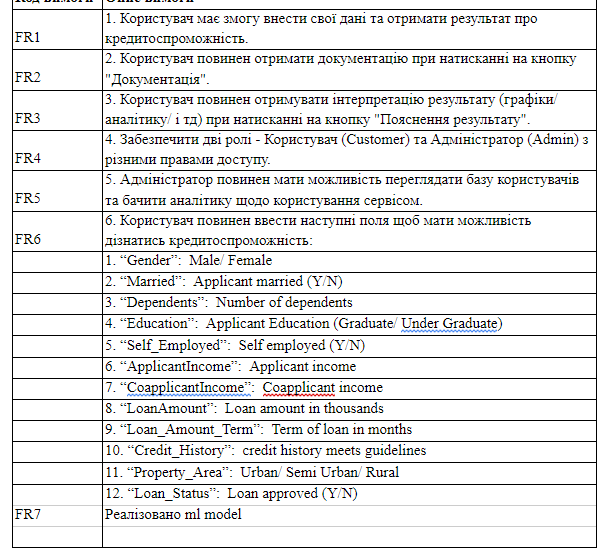 FR1
1. Користувач має змогу внести свої дані та отримати результат про
кредитоспроможність.
FR2
2. Користувач повинен отримати документацію при натисканні на кнопку
"Документація".
FR3
3. Користувач повинен отримувати інтерпретацію результату (графіки/
аналітику/ і тд) при натисканні на кнопку "Пояснення результату".
FR4
4. Забезпечити дві ролі - Користувач (Customer) та Адміністратор (Admin) з
різними правами доступу.
FR5
5. Адміністратор повинен мати можливість переглядати базу користувачів
та бачити аналітику щодо користування сервісом.
FR6
6. Користувач повинен ввести наступні поля щоб мати можливість
дізнатись кредитоспроможність:
1. “Gender”: Male/ Female
2. “Married”: Applicant married (Y/N)
3. “Dependents”: Number of dependents
4. “Education”: Applicant Education (Graduate/ Under Graduate)
5. “Self_Employed”: Self employed (Y/N)
6. “ApplicantIncome”: Applicant income
7. “CoapplicantIncome”: Coapplicant income
8. “LoanAmount”: Loan amount in thousands
9. “Loan_Amount_Term”: Term of loan in months
10. “Credit_History”: credit history meets guidelines
11. “Property_Area”: Urban/ Semi Urban/ Rural
12. “Loan_Status”: Loan approved (Y/N)
FR7
Реалізовано ml model